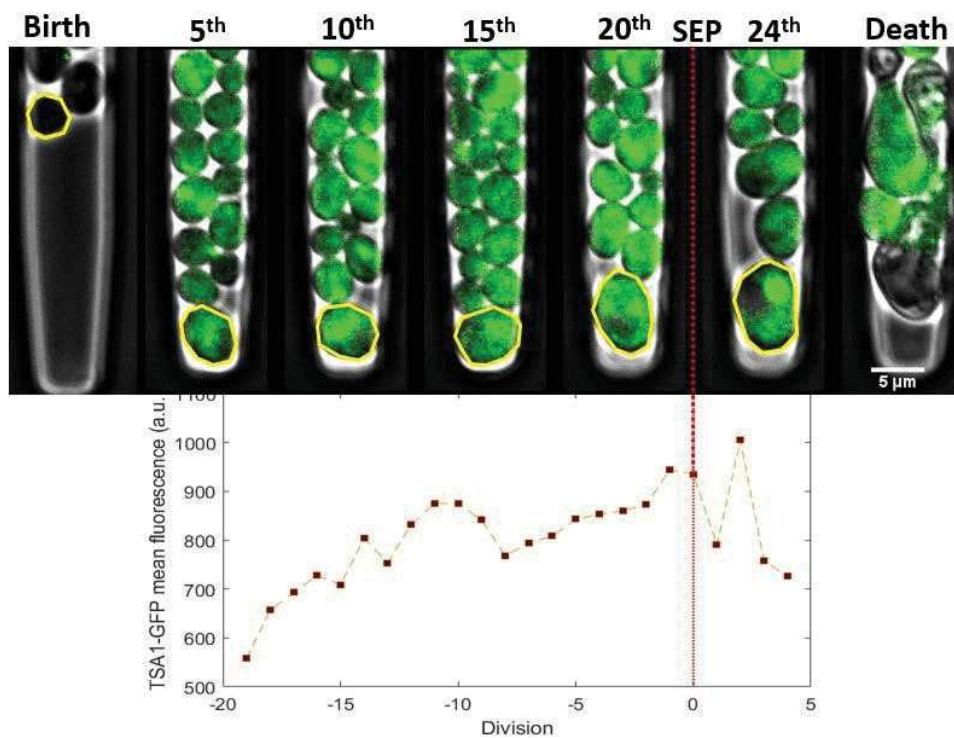 Birth 5th 10th 15th 20th SEP 24th Death
5 µm
TSA1-GFP mean fluorescence (a.u.
1100
1000
900
800
700
600
500
-20 -15 -10 -5 0 5
Division